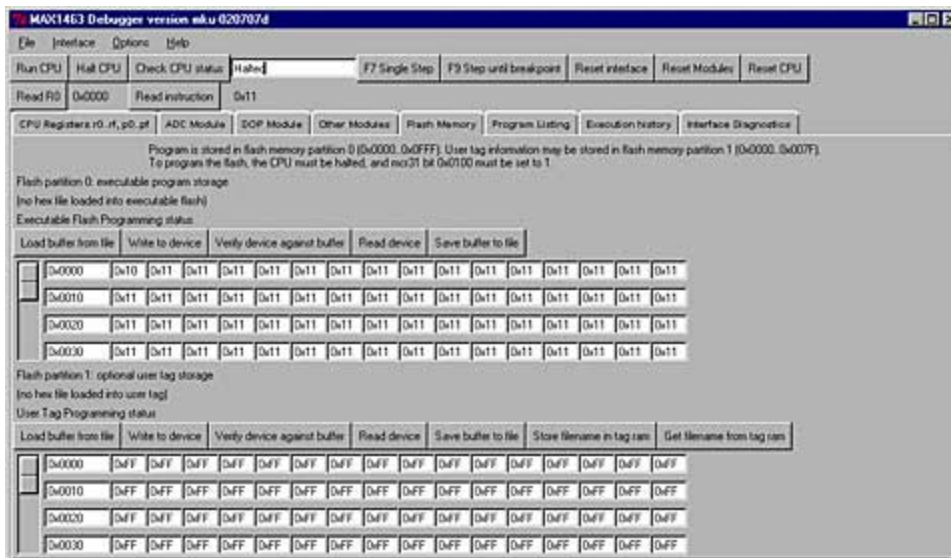 MAX1463 Debugger version mku 020707d
File Interface Options Help
Run CPU Halt CPU Check CPU status Halted F7 Single Step F9 Step until breakpoint Reset interface Reset Modules Reset CPU
Read R0 0x0000 Read instruction 0x11
CPU Registers r0..rf, p0..pf ADC Module DOP Module Other Modules Flash Memory Program Listing Execution history Interface Diagnostics
Program is stored in flash memory partition 0 (0x0000..0x0FFF). User tag information may be stored in flash memory partition 1 (0x0000..0x007F).
To program the flash, the CPU must be halted, and mcr31 bit 0x0100 must be set to 1.
Flash partition 0: executable program storage
(no hex file loaded into executable flash)
Executable Flash Programming status
Load buffer from file Write to device Verify device against buffer Read device Save buffer to file
0x0000 0x10 0x11 0x11 0x11 0x11 0x11 0x11 0x11 0x11 0x11 0x11 0x11 0x11 0x11 0x11 0x11
0x0010 0x11 0x11 0x11 0x11 0x11 0x11 0x11 0x11 0x11 0x11 0x11 0x11 0x11 0x11 0x11 0x11
0x0020 0x11 0x11 0x11 0x11 0x11 0x11 0x11 0x11 0x11 0x11 0x11 0x11 0x11 0x11 0x11 0x11
0x0030 0x11 0x11 0x11 0x11 0x11 0x11 0x11 0x11 0x11 0x11 0x11 0x11 0x11 0x11 0x11 0x11
Flash partition 1: optional user tag storage
(no hex file loaded into user tag)
User Tag Programming status
Load buffer from file Write to device Verify device against buffer Read device Save buffer to file Store filename in tag ram Get filename from tag ram
0x0000 0xFF 0xFF 0xFF 0xFF 0xFF 0xFF 0xFF 0xFF 0xFF 0xFF 0xFF 0xFF 0xFF 0xFF 0xFF 0xFF
0x0010 0xFF 0xFF 0xFF 0xFF 0xFF 0xFF 0xFF 0xFF 0xFF 0xFF 0xFF 0xFF 0xFF 0xFF 0xFF 0xFF
0x0020 0xFF 0xFF 0xFF 0xFF 0xFF 0xFF 0xFF 0xFF 0xFF 0xFF 0xFF 0xFF 0xFF 0xFF 0xFF 0xFF
0x0030 0xFF 0xFF 0xFF 0xFF 0xFF 0xFF 0xFF 0xFF 0xFF 0xFF 0xFF 0xFF 0xFF 0xFF 0xFF 0xFF